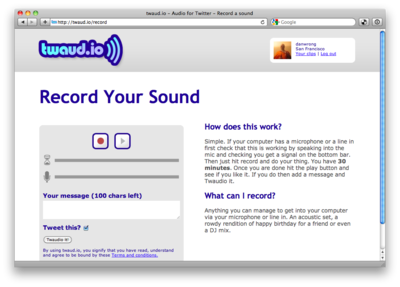 twaud.io - Audio for Twitter - Record a sound
http://twaud.io/record
Google
twaud.io
San Francisco
Your clips | Log out
Record Your Sound
How does this work?
Simple. If your computer has a microphone or a line in
first check that this is working by speaking into the
mic and checking you get a signal on the bottom bar.
Then just hit record and do your thing. You have 30
minutes. Once you are done hit the play button and
see if you like it. If you do then add a message and
Twaudio it.
Your message (100 chars left)
What can I record?
Anything you can manage to get into your computer
via your microphone or line in. An acoustic set, a
rowdy rendition of happy birthday for a friend or even
a DJ mix.
Tweet this?
Twaudio it!
By using twaud.io, you signify that you have read, understand
and agree to be bound by these Terms and conditions.